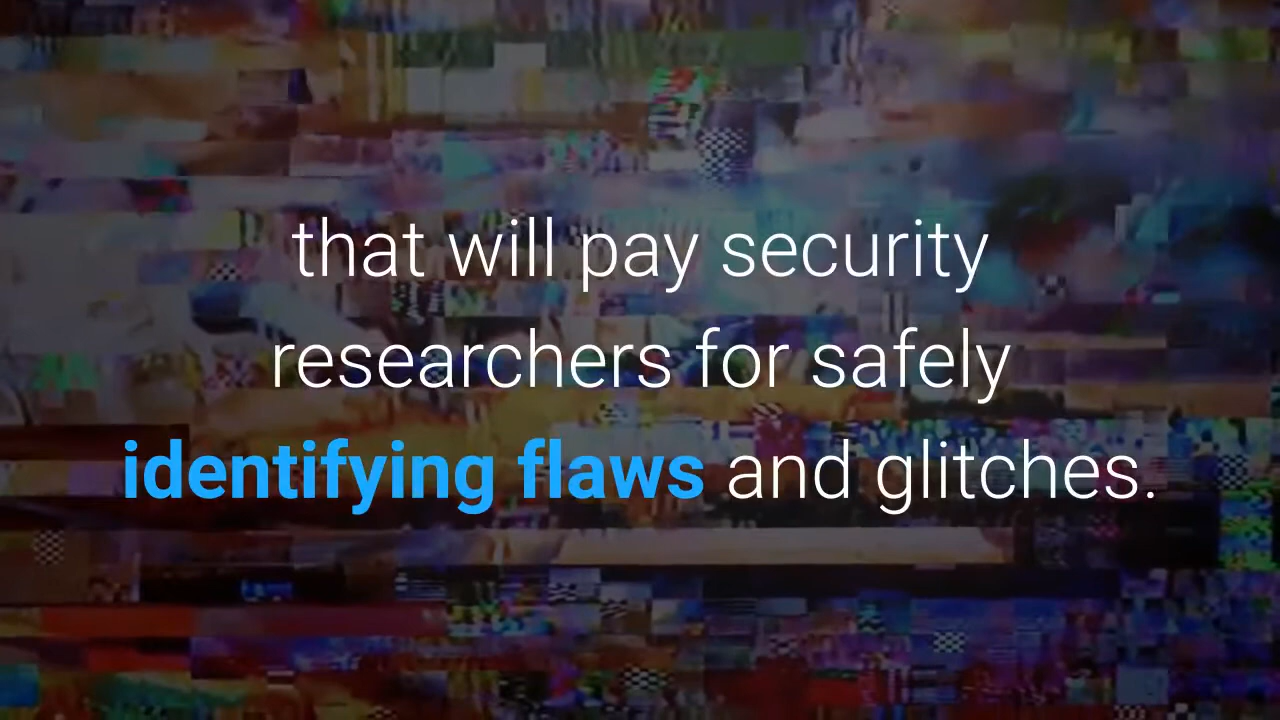 that will pay security
researchers for safely
identifying flaws and glitches.